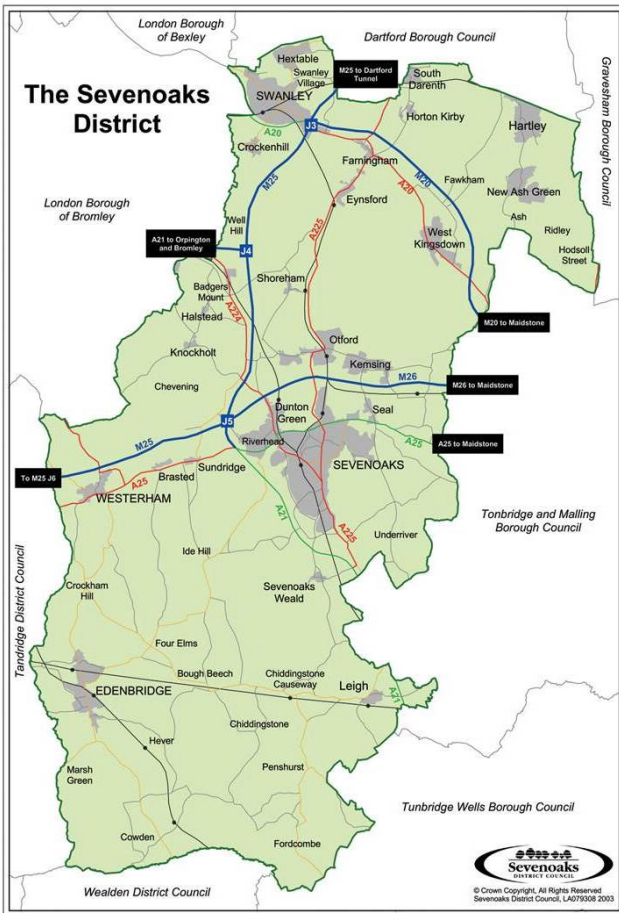 London Borough
of Bexley
Dartford Borough Council
Gravesham Borough Council
The Sevenoaks
District
Hextable
Swanley
Village
SWANLEY
M25 to Dartford
Tunnel
South
Darenth
Horton Kirby
Hartley
A20
J3
Crockenhill
M25
Farningham
M20
A20
Fawkham
New Ash Green
Eynsford
London Borough
of Bromley
Well
Hill
A225
Ash
Ridley
West
Kingsdown
Hodsoll
Street
A21 to Orpington
and Bromley
J4
Badgers
Mount
Shoreham
A224
Halstead
M20 to Maidstone
Otford
Knockholt
Kemsing
Chevening
M26
M26 to Maidstone
Dunton
Green
Seal
J5
M25
Riverhead
A25
A25 to Maidstone
To M25 J6
Sundridge
SEVENOAKS
Brasted
A25
WESTERHAM
A21
A225
Tonbridge and Malling
Borough Council
Underriver
Ide Hill
Sevenoaks
Weald
Crockham
Hill
Tandridge District Council
Four Elms
Bough Beech
Chiddingstone
Causeway
Leigh
EDENBRIDGE
A21
Chiddingstone
Hever
Marsh
Green
Penshurst
Tunbridge Wells Borough Council
Cowden
Fordcombe
Wealden District Council
Sevenoaks
DISTRICT COUNCIL
© Crown Copyright, All Rights Reserved
Sevenoaks District Council, LA079308 2003